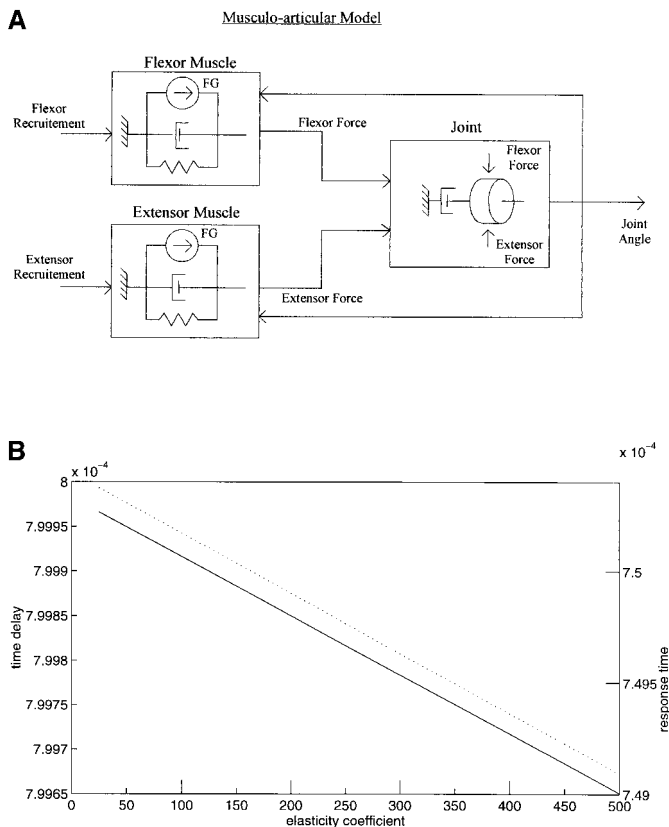 A
Musculo-articular Model
Flexor Muscle
FG
Flexor
Recruitement
Flexor Force
Joint
Flexor
Force
Extensor
Force
Joint
Angle
Extensor Muscle
FG
Extensor
Recruitement
Extensor Force
B
x 10⁻⁴
x 10⁻⁴
8
7.9995
7.999
7.9985
7.998
7.9975
7.997
7.9965
time delay
7.5
7.495
7.49
response time
0 50 100 150 200 250 300 350 400 450 500
elasticity coefficient